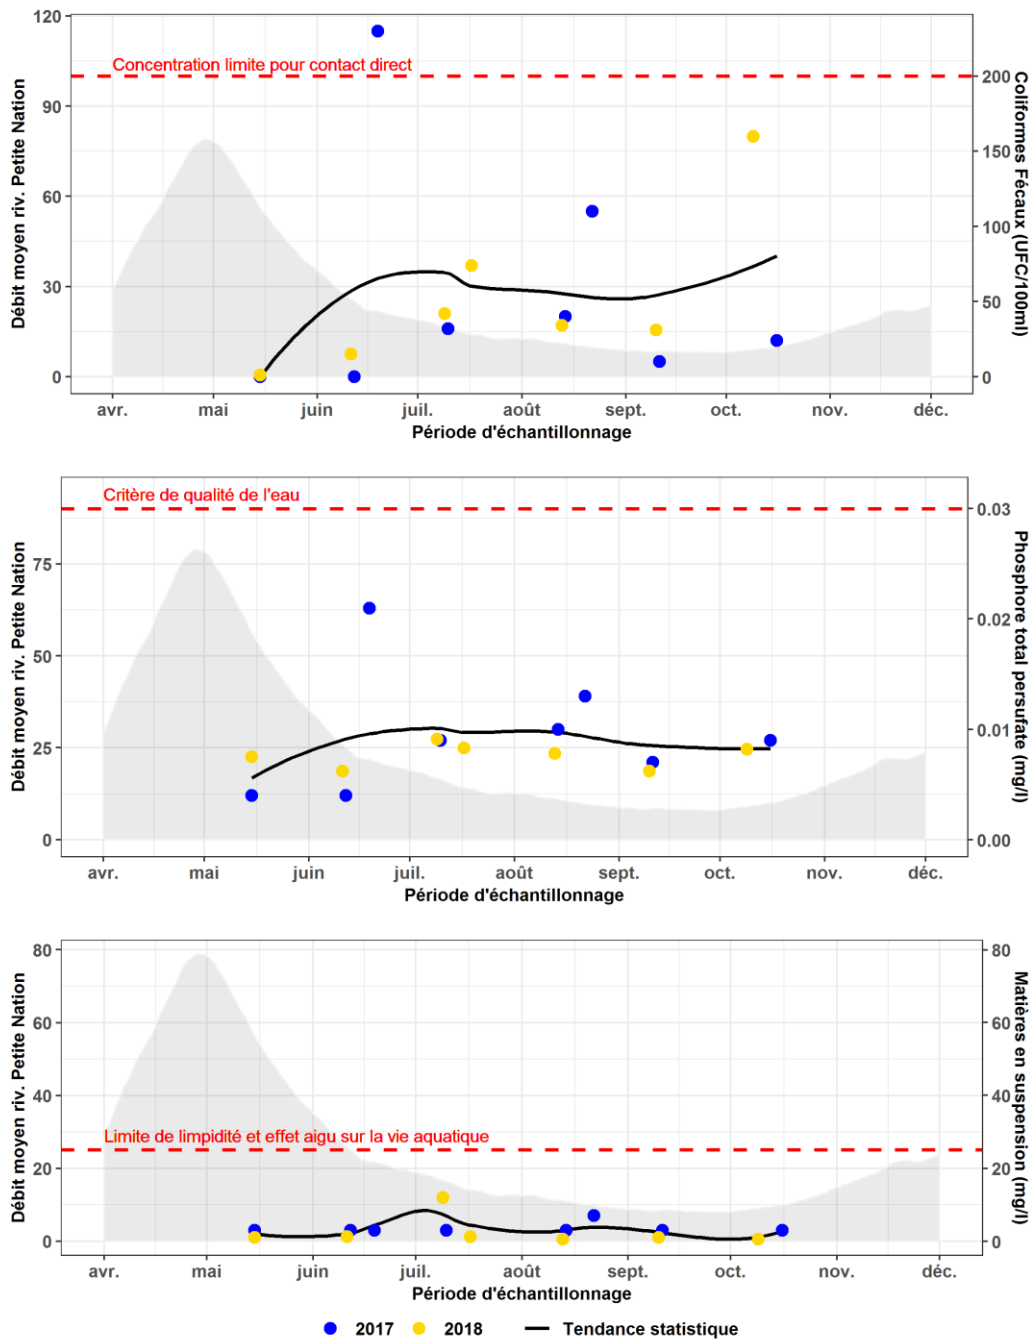 120
90
60
30
0
Débit moyen riv. Petite Nation
Concentration limite pour contact direct
200
150
100
50
0
Coliformes Fécaux (UFC/100ml)
avr. mai juin juil. août sept. oct. nov. déc.
Période d'échantillonnage
75
50
25
0
Débit moyen riv. Petite Nation
Critère de qualité de l'eau
0.03
0.02
0.01
0.00
Phosphore total persulfate (mg/l)
avr. mai juin juil. août sept. oct. nov. déc.
Période d'échantillonnage
80
60
40
20
0
Débit moyen riv. Petite Nation
Limite de limpidité et effet aigu sur la vie aquatique
80
60
40
20
0
Matières en suspension (mg/l)
avr. mai juin juil. août sept. oct. nov. déc.
Période d'échantillonnage
2017 2018 Tendance statistique